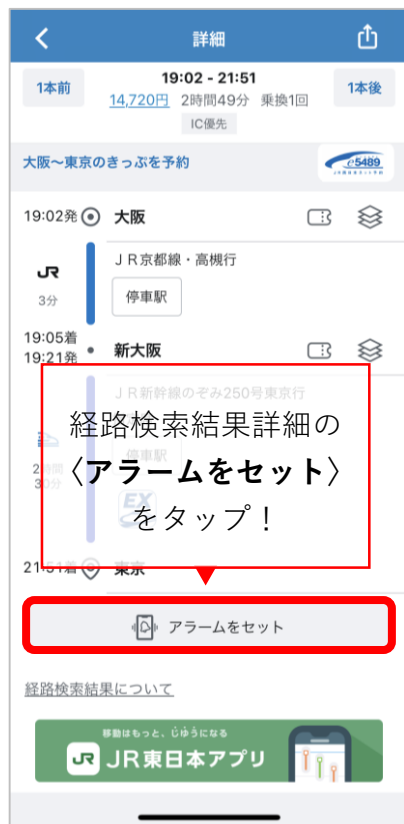 詳細
1本前
19:02 - 21:51
1本後
14,720円 2時間49分 乗換1回
IC優先
大阪～東京のきっぷを予約
e5489
19:02発 大阪
JR京都線・高槻行
JR
3分
停車駅
19:05着
19:21発
新大阪
JR新幹線のぞみ250号東京行
停車駅
EX
経路検索結果詳細の
〈アラームをセット〉
をタップ！
21:51着 東京
アラームをセット
経路検索結果について
移動はもっと、じゆうになる
JR JR東日本アプリ